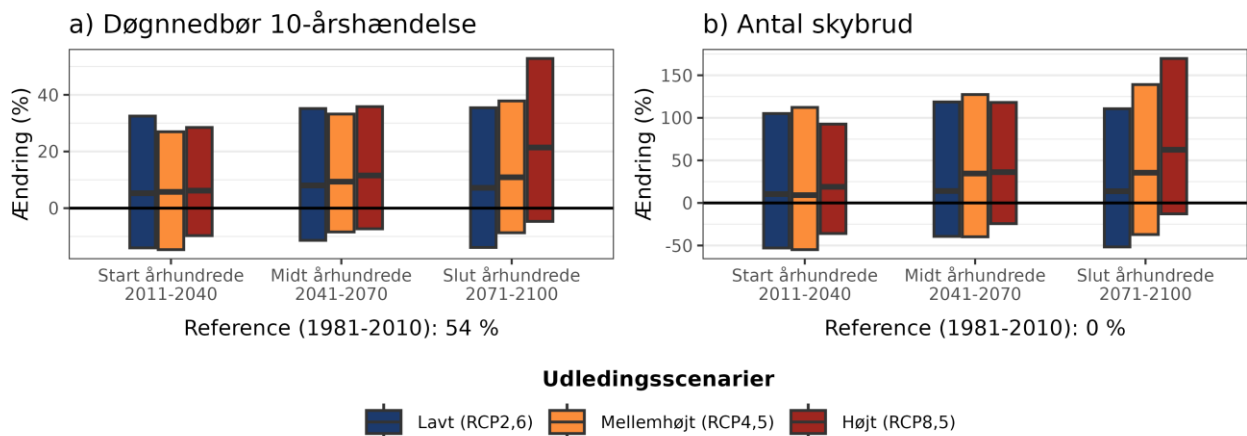 a) Døgnnedbør 10-årshændelse
Ændring (%)
40
20
0
Start århundrede
2011-2040
Midt århundrede
2041-2070
Slut århundrede
2071-2100
Reference (1981-2010): 54 %
b) Antal skybrud
Ændring (%)
150
100
50
0
-50
Start århundrede
2011-2040
Midt århundrede
2041-2070
Slut århundrede
2071-2100
Reference (1981-2010): 0 %
Udledingsscenarier
Lavt (RCP2,6)
Mellemhøjt (RCP4,5)
Højt (RCP8,5)